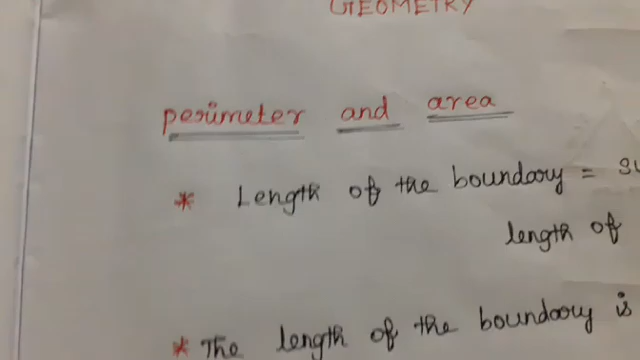 GEOMETRY
perimeter and area
* Length of the boundary =
length of
* The length of the boundary is